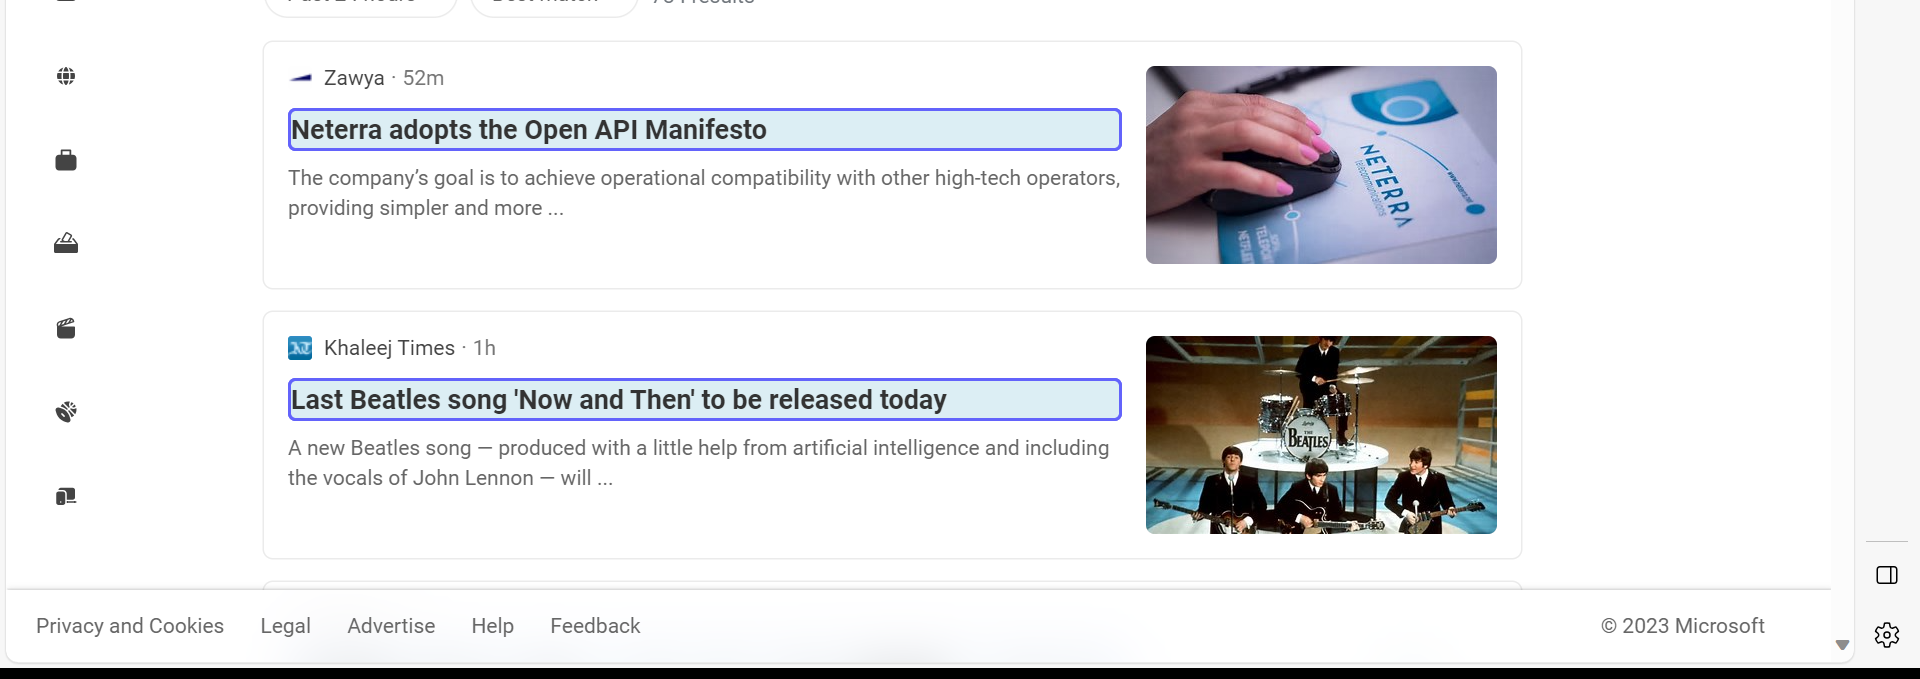 Zawya · 52m
Neterra adopts the Open API Manifesto
The company's goal is to achieve operational compatibility with other high-tech operators,
providing simpler and more ...
NETERRA
telecommunications
Khaleej Times · 1h
Last Beatles song 'Now and Then' to be released today
A new Beatles song — produced with a little help from artificial intelligence and including
the vocals of John Lennon — will ...
THE
BEATLES
Privacy and Cookies Legal Advertise Help Feedback © 2023 Microsoft